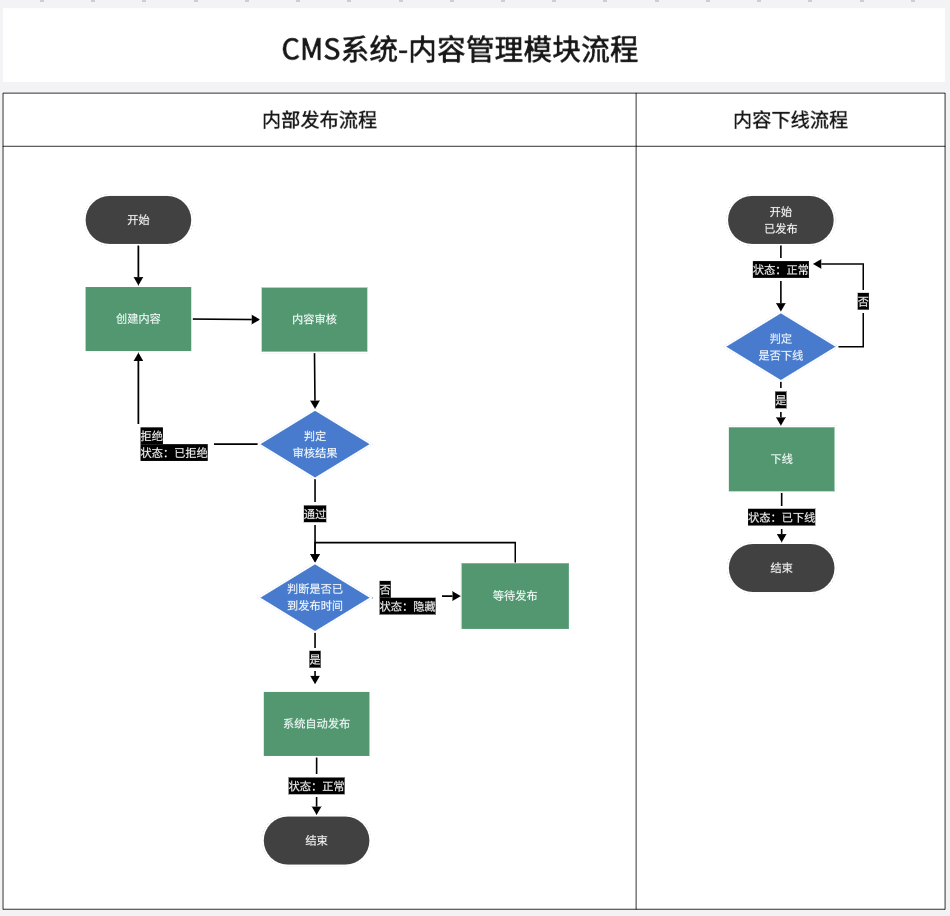 CMS系统-内容管理模块流程
内部发布流程
内容下线流程
开始
创建内容
内容审核
拒绝
状态：已拒绝
判定
审核结果
通过
判断是否已
到发布时间
否
状态：隐藏
等待发布
是
系统自动发布
状态：正常
结束
开始
已发布
状态：正常
否
判定
是否下线
是
下线
状态：已下线
结束